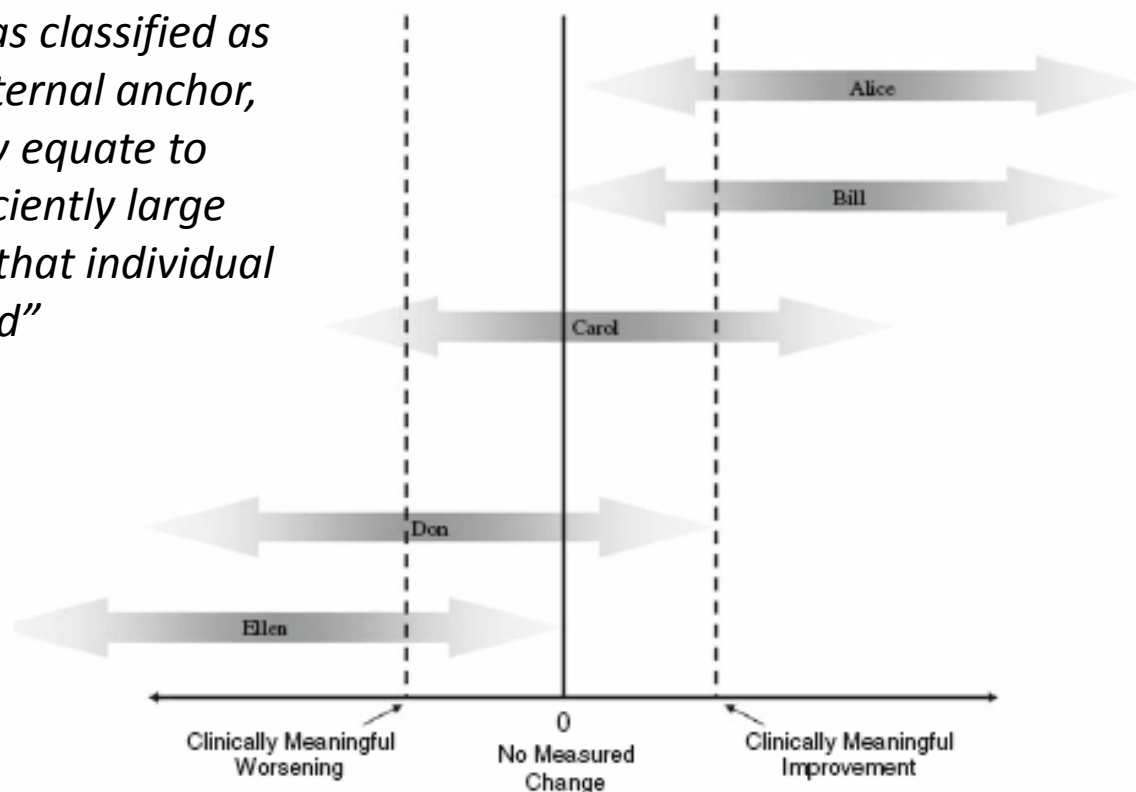 as classified as
ternal anchor,
y equate to
ciently large
that individual
d”
Alice
Bill
Carol
Don
Ellen
0
Clinically Meaningful
Worsening
No Measured
Change
Clinically Meaningful
Improvement